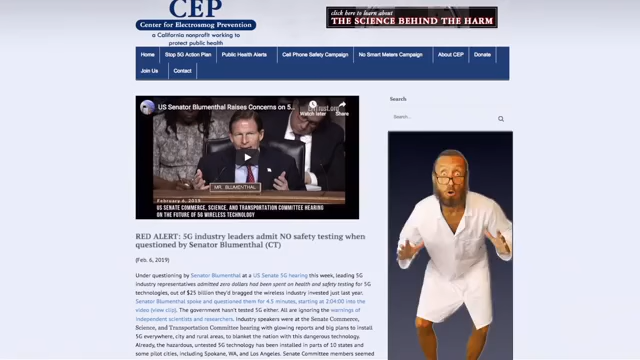 CEP
Center for Electrosmog Prevention
a California nonprofit working to
protect public health
click here to learn about
THE SCIENCE BEHIND THE HARM
Home Stop 5G Action Plan Public Health Alerts Cell Phone Safety Campaign No Smart Meters Campaign About CEP Donate
Join Us Contact
US Senator Blumenthal Raises Concerns on 5...
Watch later Share
MR. BLUMENTHAL
February 6, 2019
US SENATE COMMERCE, SCIENCE, AND TRANSPORTATION COMMITTEE HEARING
ON THE FUTURE OF 5G WIRELESS TECHNOLOGY
Search
Search...
RED ALERT: 5G industry leaders admit NO safety testing when
questioned by Senator Blumenthal (CT)
(Feb. 6, 2019)
Under questioning by Senator Blumenthal at a US Senate 5G hearing this week, leading 5G
industry representatives admitted zero dollars had been spent on health and safety testing for 5G
technologies, out of $25 billion they'd bragged the wireless industry invested just last year.
Senator Blumenthal spoke and questioned them for 4.5 minutes, starting at 2:04:00 into the
video (view clip). The government hasn't tested 5G either. All are ignoring the warnings of
independent scientists and researchers. Industry speakers were at the Senate Commerce,
Science, and Transportation Committee hearing with glowing reports and big plans to install
5G everywhere, city and rural areas, to blanket the nation with this dangerous technology.
Already, the hazardous, untested 5G technology has been installed in parts of 10 states and
some pilot cities, including Spokane, WA, and Los Angeles. Senate Committee members seemed